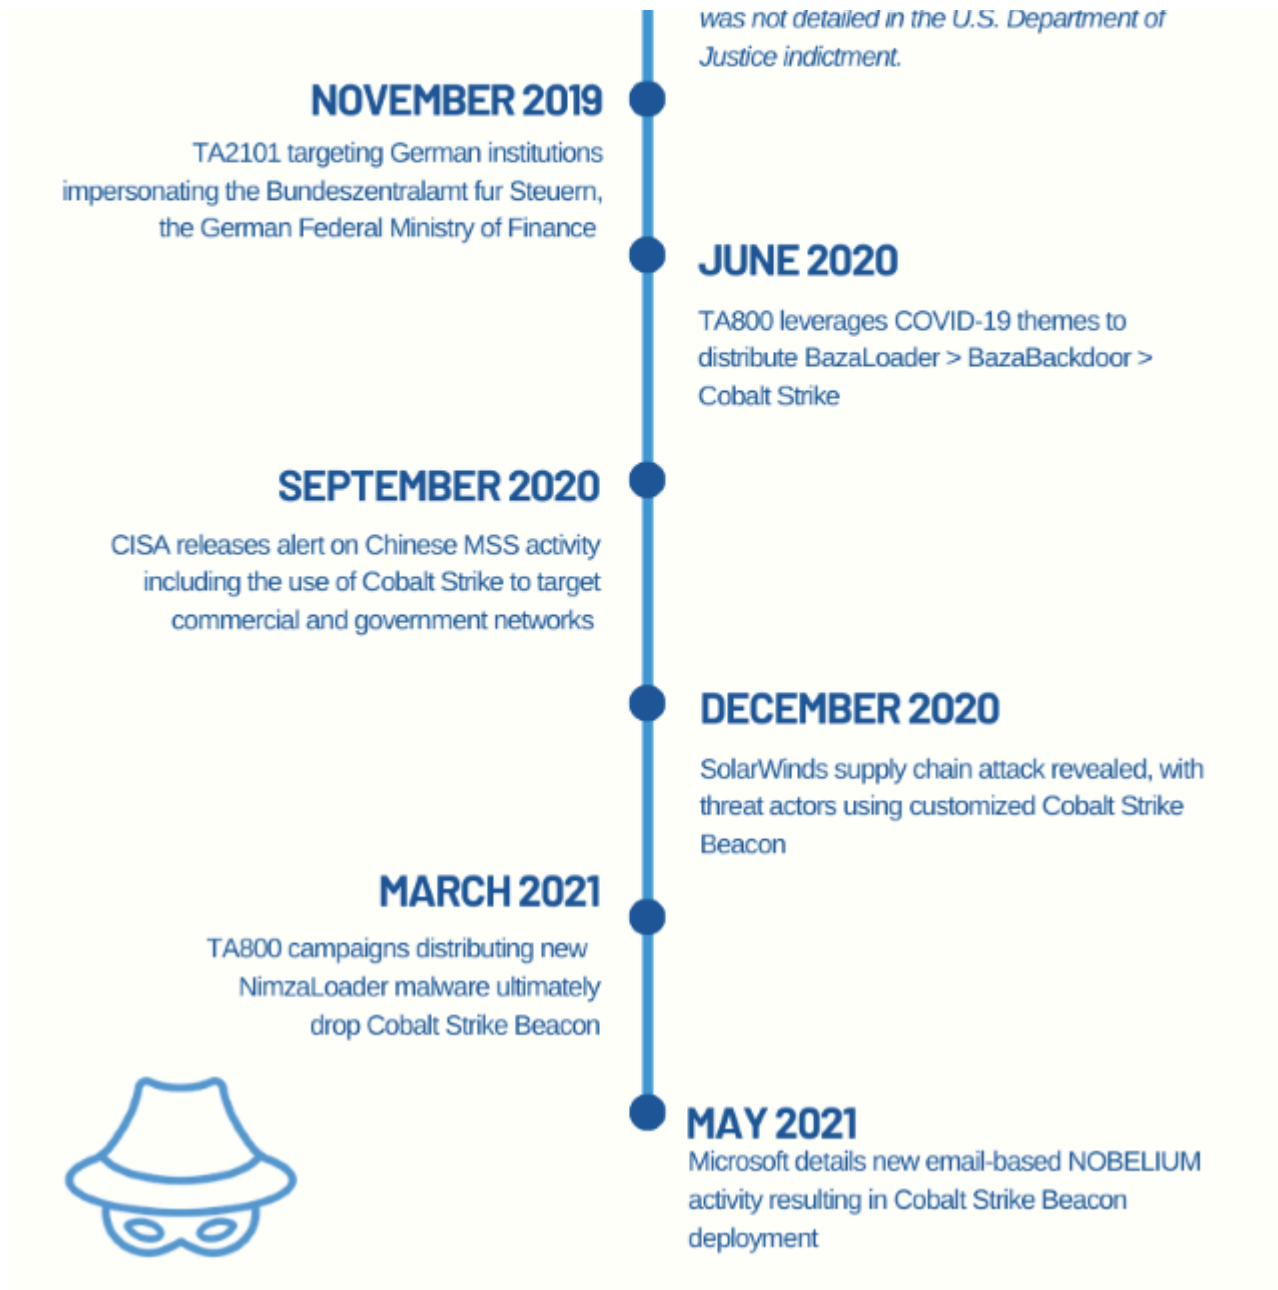 was not detailed in the U.S. Department of
Justice indictment.
NOVEMBER 2019
TA2101 targeting German institutions
impersonating the Bundeszentralamt fur Steuern,
the German Federal Ministry of Finance
JUNE 2020
TA800 leverages COVID-19 themes to
distribute BazaLoader > BazaBackdoor >
Cobalt Strike
SEPTEMBER 2020
CISA releases alert on Chinese MSS activity
including the use of Cobalt Strike to target
commercial and government networks
DECEMBER 2020
SolarWinds supply chain attack revealed, with
threat actors using customized Cobalt Strike
Beacon
MARCH 2021
TA800 campaigns distributing new
NimzaLoader malware ultimately
drop Cobalt Strike Beacon
MAY 2021
Microsoft details new email-based NOBELIUM
activity resulting in Cobalt Strike Beacon
deployment